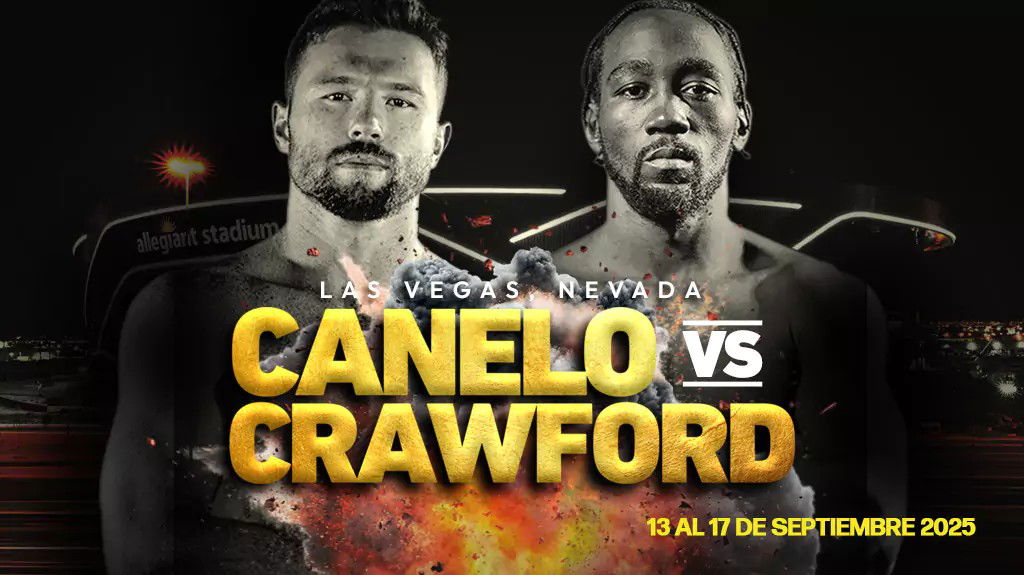 allegiant stadium
LAS VEGAS, NEVADA
CANELO VS
CRAWFORD
13 AL 17 DE SEPTIEMBRE 2025